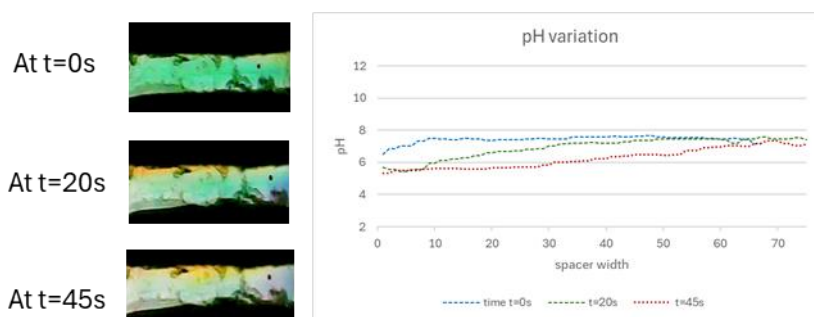 At t=0s
At t=20s
At t=45s
pH variation
12
10
8
6
4
2
pH
0 10 20 30 40 50 60 70
spacer width
time t=0s t=20s t=45s